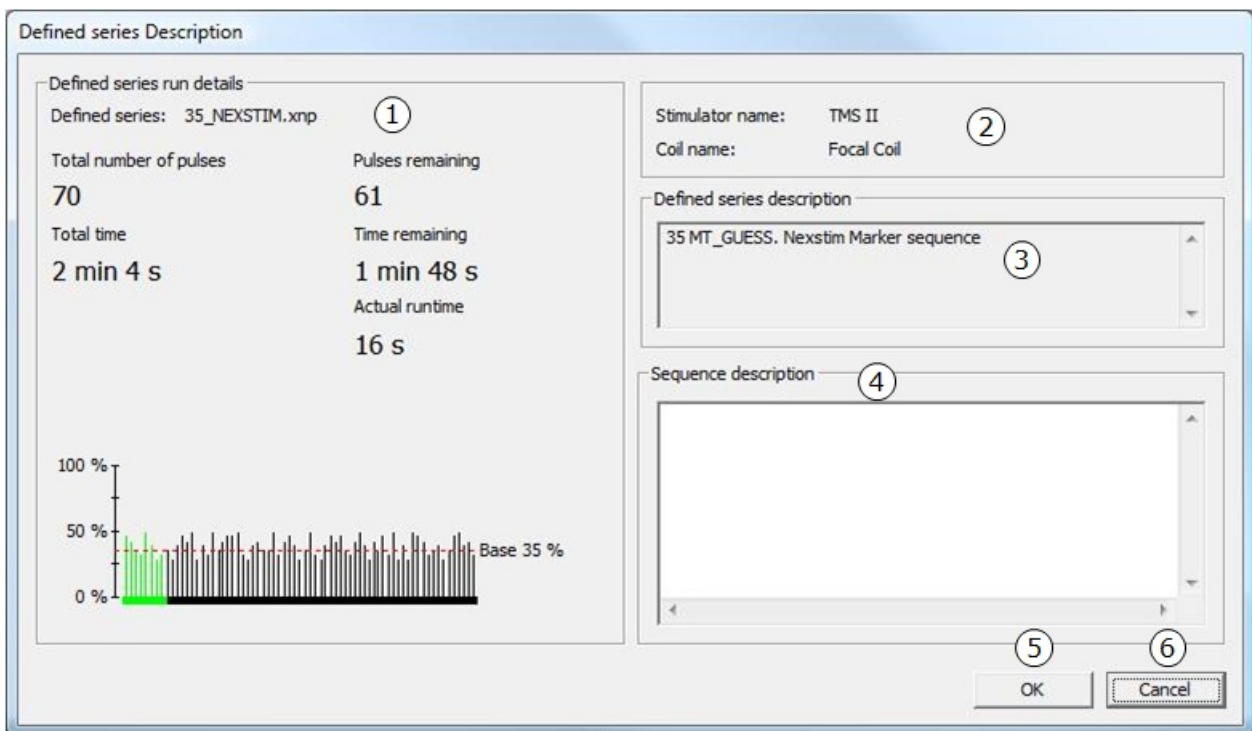 Defined series Description
Defined series run details
Defined series: 35_NEXSTIM.xnp
1
Total number of pulses
Pulses remaining
70
61
Total time
Time remaining
2 min 4 s
1 min 48 s
Actual runtime
16 s
100 %
50 %
Base 35 %
0 %
Stimulator name: TMS II
2
Coil name: Focal Coil
Defined series description
35 MT_GUESS. Nexstim Marker sequence
3
Sequence description
4
5
6
OK
Cancel